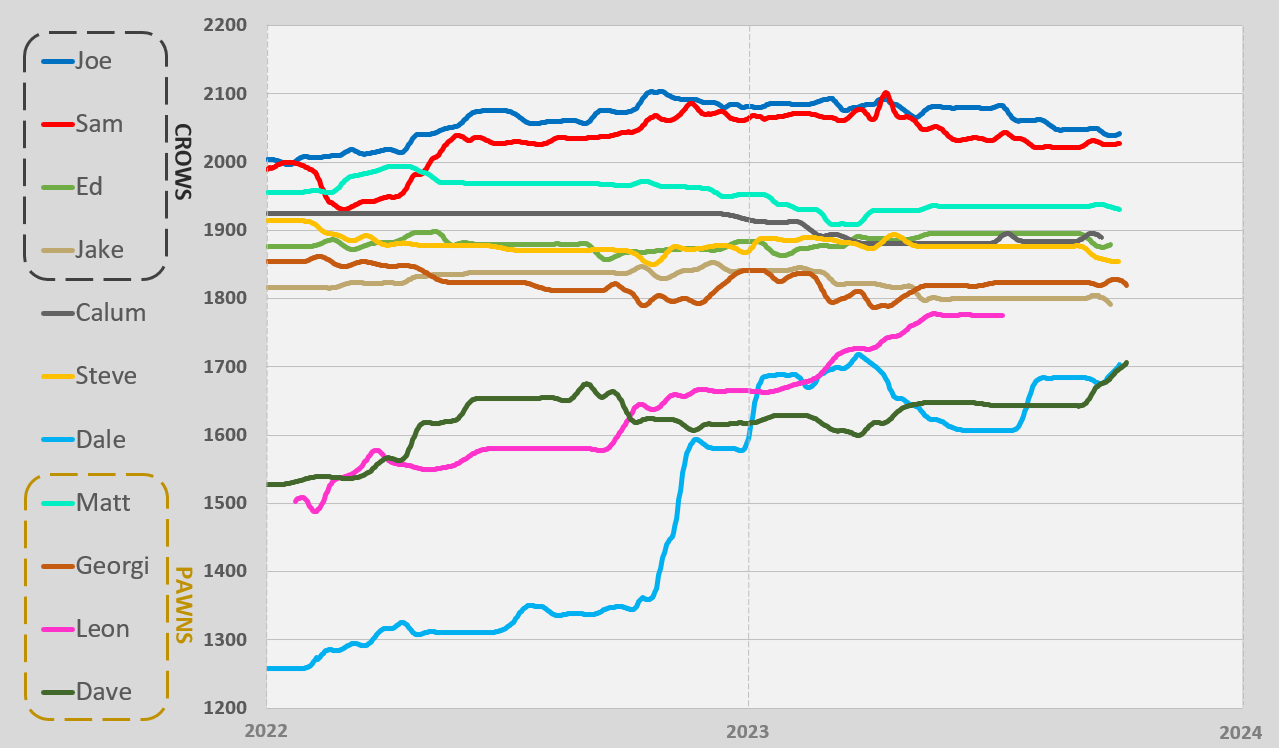 Joe
Sam
Ed
Jake
Calum
Steve
Dale
Matt
Georgi
Leon
Dave
CROWS
PAWNS
2200
2100
2000
1900
1800
1700
1600
1500
1400
1300
1200
2022
2023
2024